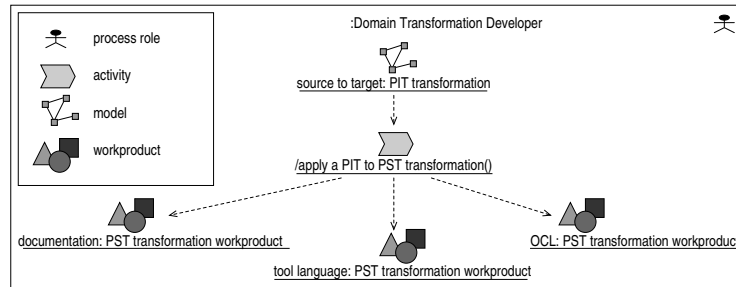 :Domain Transformation Developer
process role
activity
model
workproduct
source to target: PIT transformation
/apply a PIT to PST transformation()
documentation: PST transformation workproduct
tool language: PST transformation workproduct
OCL: PST transformation workproduct